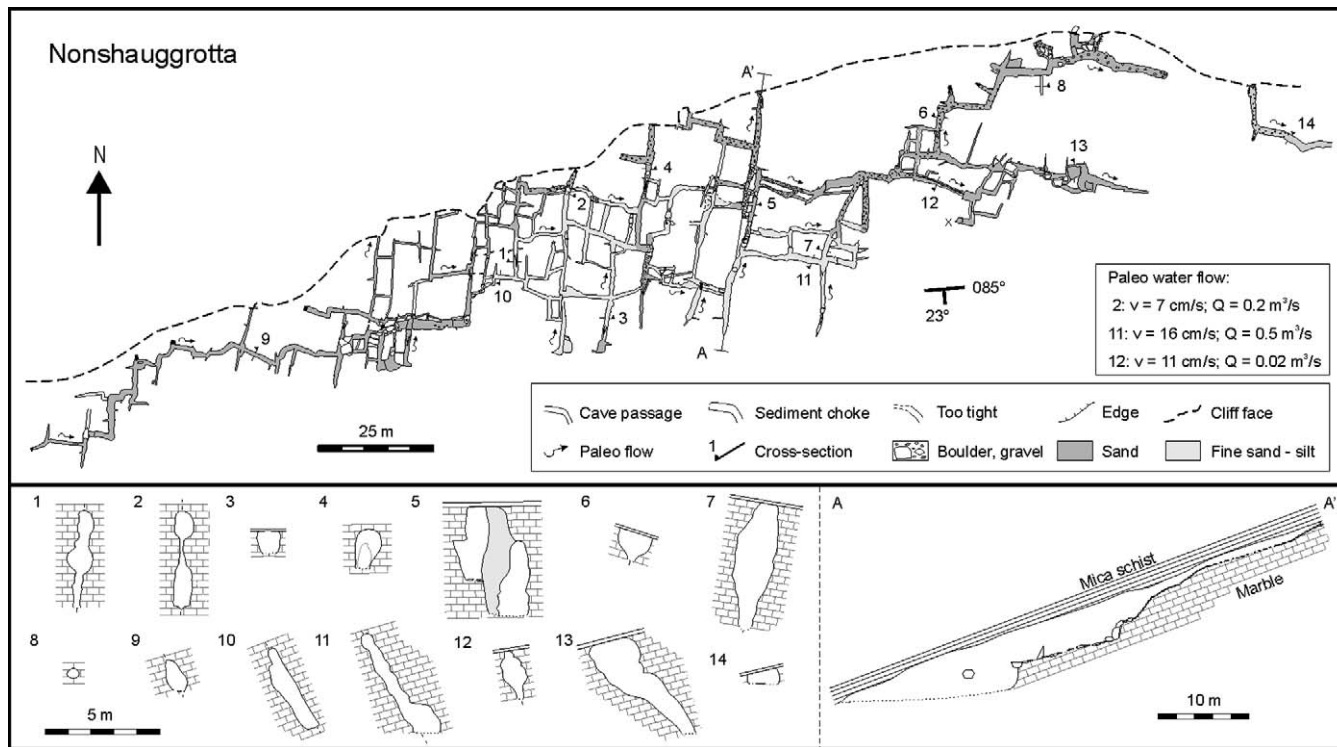 Nonshauggrotta
N
A'
8
6
14
4
13
2
5
12
x
1
7
10
11
3
9
A
085°
23°
Paleo water flow:
2: v = 7 cm/s; Q = 0.2 m³/s
11: v = 16 cm/s; Q = 0.5 m³/s
12: v = 11 cm/s; Q = 0.02 m³/s
25 m
Cave passage Sediment choke Too tight Edge Cliff face
Paleo flow 1 Cross-section Boulder, gravel Sand Fine sand - silt
1 2 3 4 5 6 7
8 9 10 11 12 13 14
5 m
A A'
Mica schist
Marble
10 m